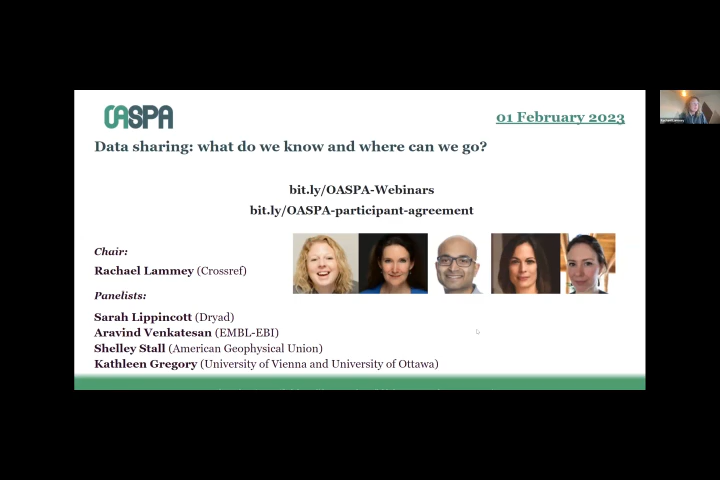 OASPA
01 February 2023
Data sharing: what do we know and where can we go?
bit.ly/OASPA-Webinars
bit.ly/OASPA-participant-agreement
Chair:
Rachael Lammey (Crossref)
Panelists:
Sarah Lippincott (Dryad)
Aravind Venkatesan (EMBL-EBI)
Shelley Stall (American Geophysical Union)
Kathleen Gregory (University of Vienna and University of Ottawa)